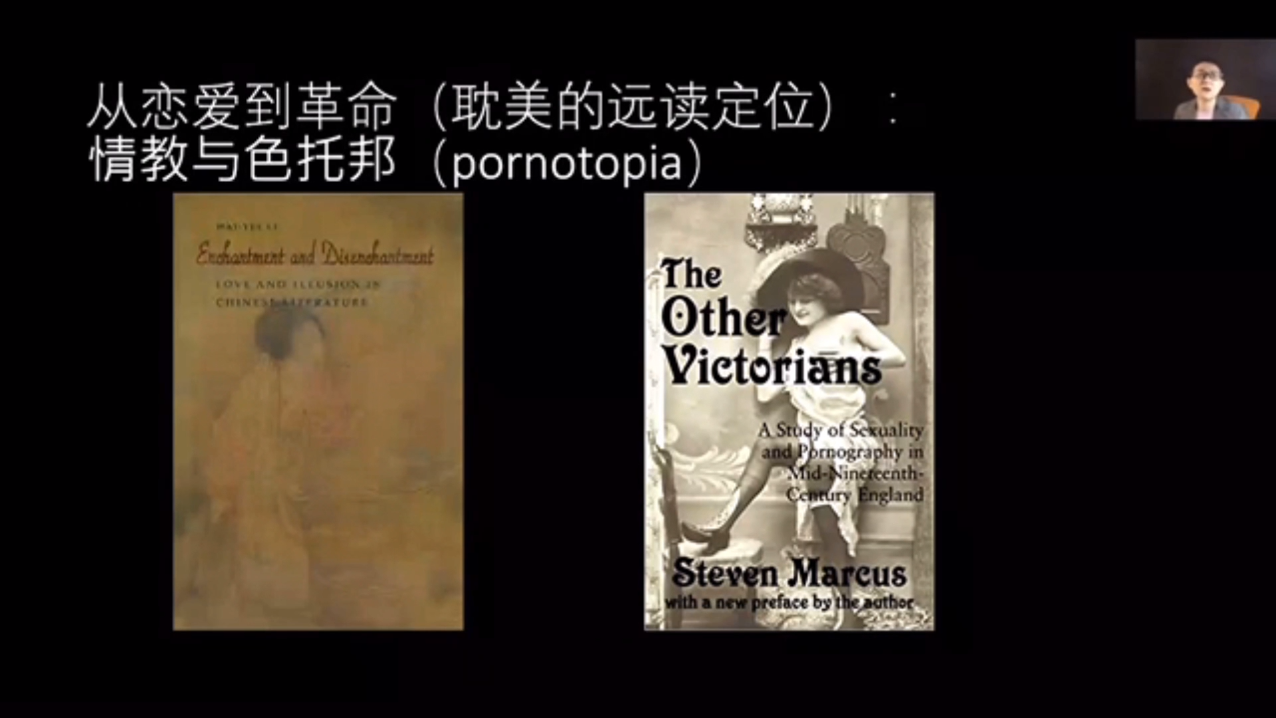 从恋爱到革命（耽美的远读定位）：
情教与色托邦（pornotopia）
WAI-YEE LI
Enchantment and Disenchantment
LOVE AND ILLUSION IN
CHINESE LITERATURE
The
Other
Victorians
A Study of Sexuality
and Pornography in
Mid-Nineteenth-
Century England
Steven Marcus
with a new preface by the author